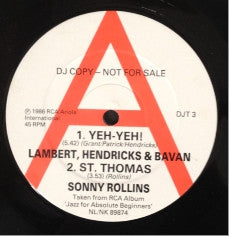 DJ COPY – NOT FOR SALE
℗ 1986 RCA Ariola
International
45 RPM
DJT 3
1. YEH-YEH!
(5.42) (Grant·Patrick·Hendricks)
LAMBERT, HENDRICKS & BAVAN
2. ST. THOMAS
(3.53) (Rollins)
SONNY ROLLINS
Taken from RCA Album
'Jazz for Absolute Beginners'
NL/NK 89874